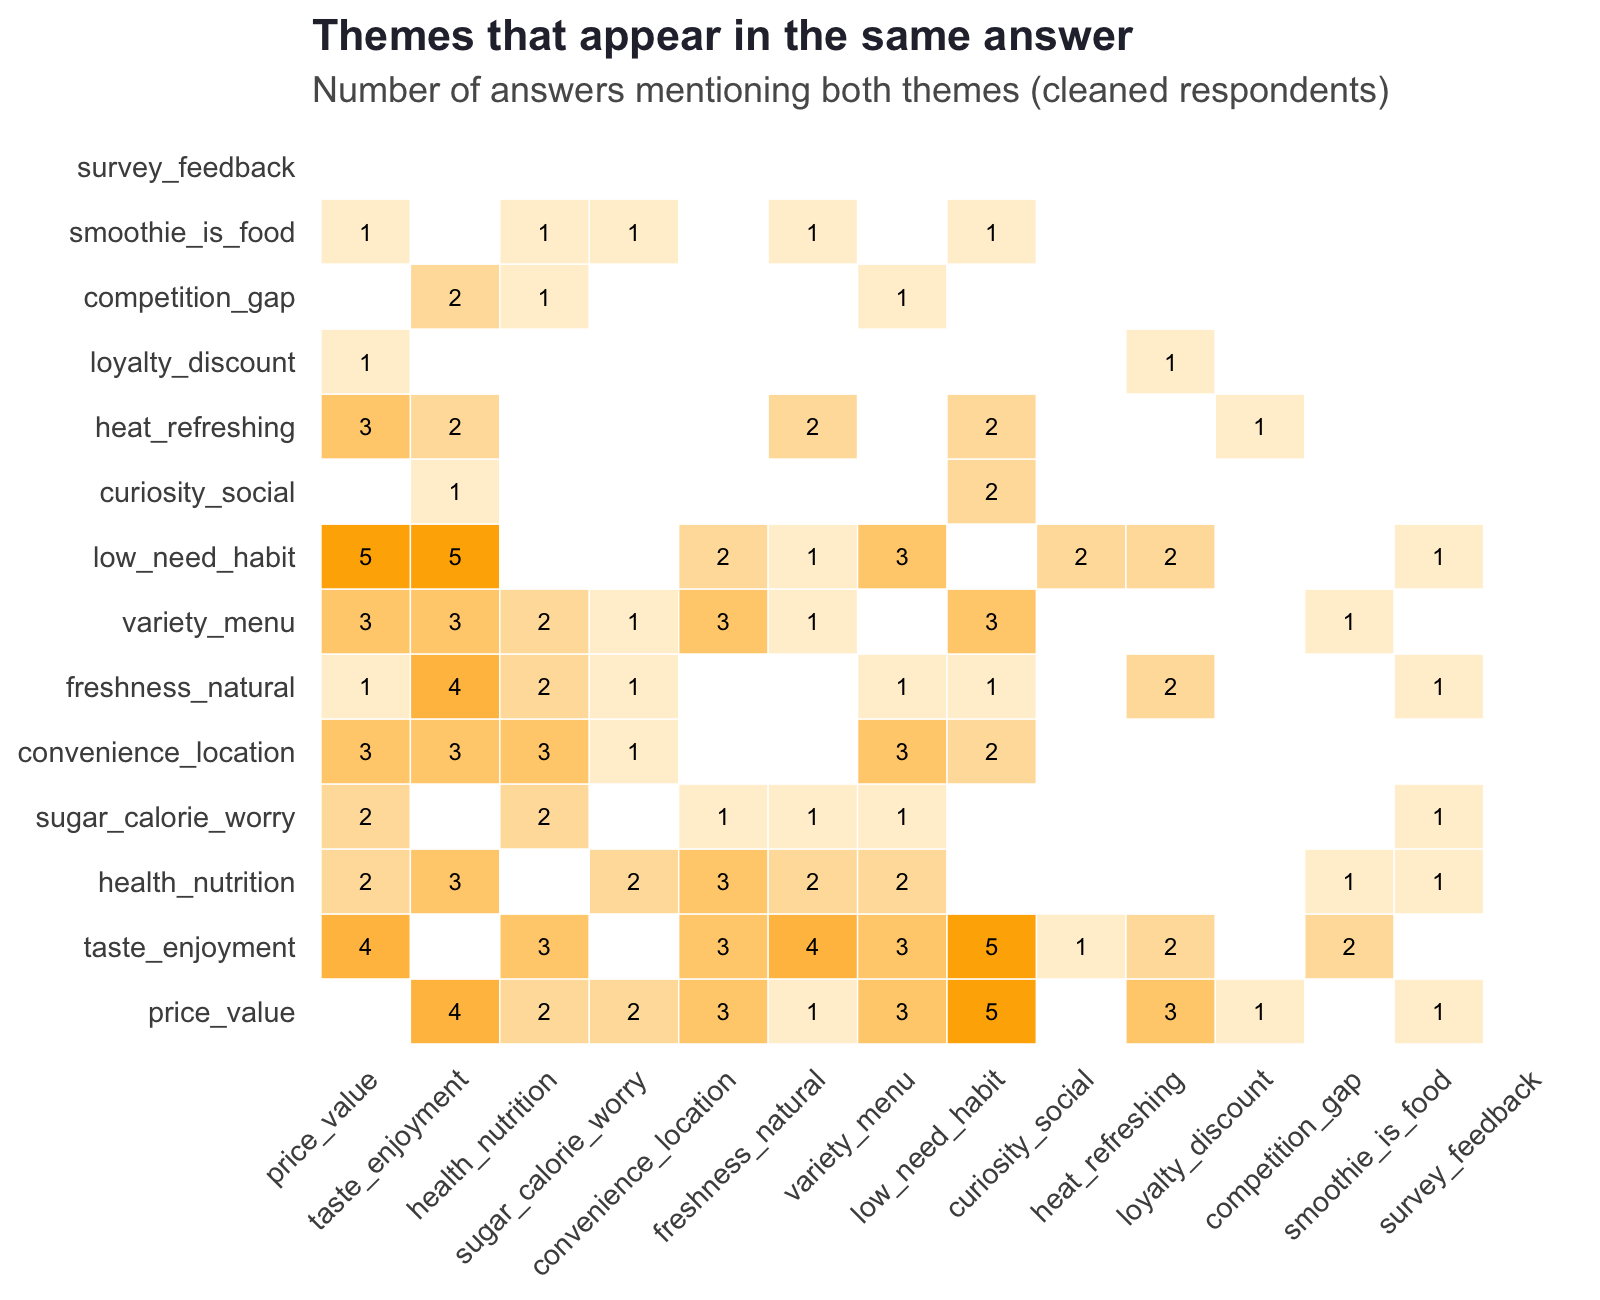 Themes that appear in the same answer
Number of answers mentioning both themes (cleaned respondents)
survey_feedback
smoothie_is_food 1 1 1 1 1
competition_gap 2 1 1
loyalty_discount 1 1
heat_refreshing 3 2 2 2 1
curiosity_social 1 2
low_need_habit 5 5 2 1 3 2 2 1
variety_menu 3 3 2 1 3 1 3 1
freshness_natural 1 4 2 1 1 1 2 1
convenience_location 3 3 3 1 3 2
sugar_calorie_worry 2 2 1 1 1 1
health_nutrition 2 3 2 3 2 2 1 1
taste_enjoyment 4 3 3 4 3 5 1 2 2
price_value 4 2 2 3 1 3 5 3 1 1
price_value
taste_enjoyment
health_nutrition
sugar_calorie_worry
convenience_location
freshness_natural
variety_menu
low_need_habit
curiosity_social
heat_refreshing
loyalty_discount
competition_gap
smoothie_is_food
survey_feedback